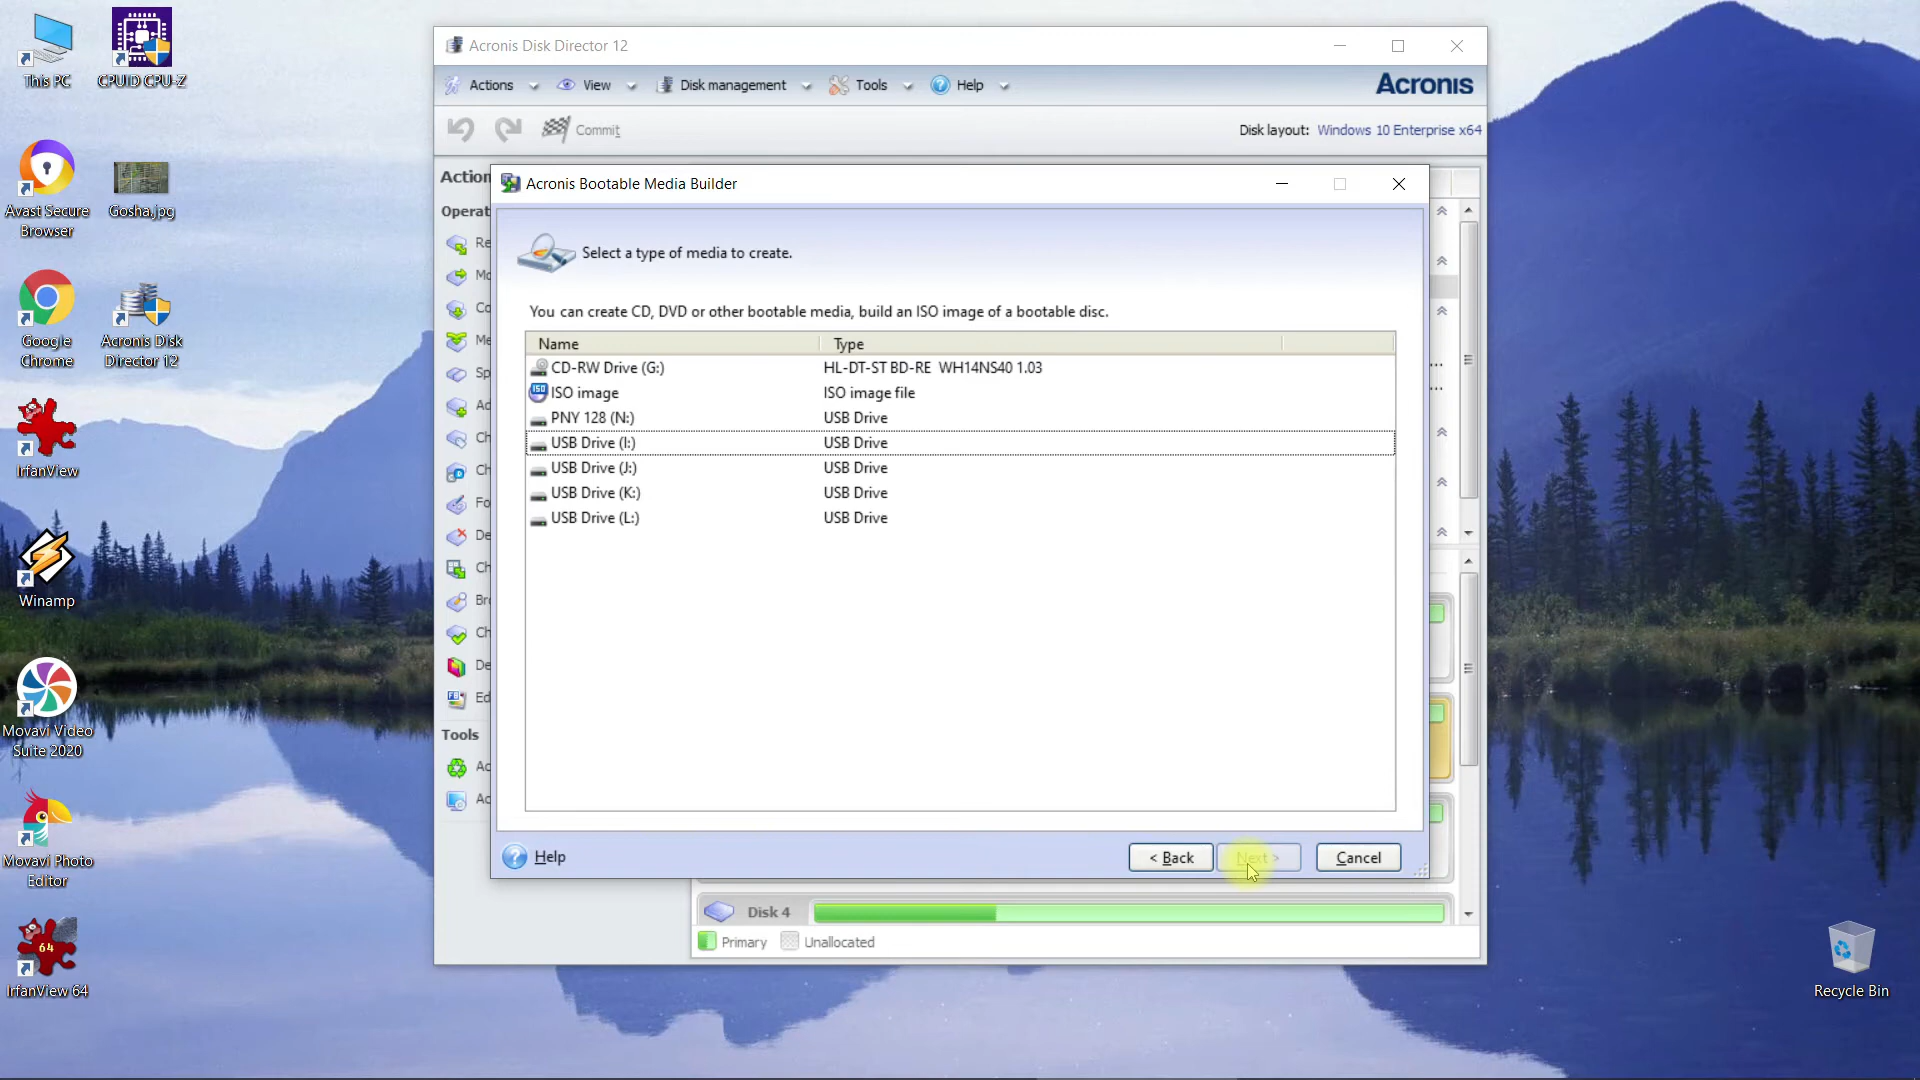 This PC
CPUID CPU-Z
Avast Secure
Browser
Gosha.jpg
Google
Chrome
Acronis Disk
Director 12
IrfanView
Winamp
Movavi Video
Suite 2020
Movavi Photo
Editor
64
IrfanView 64
Recycle Bin
Acronis Disk Director 12
Actions View Disk management Tools Help
Acronis
Commit
Disk layout: Windows 10 Enterprise x64
Action
Operat
Re
Mo
Co
Me
Sp
Ad
Ch
Ch
Fo
De
Ch
Bro
Ch
De
Ed
Tools
Ac
Ac
Acronis Bootable Media Builder
Select a type of media to create.
You can create CD, DVD or other bootable media, build an ISO image of a bootable disc.
Name Type
CD-RW Drive (G:) HL-DT-ST BD-RE WH14NS40 1.03
ISO
ISO image ISO image file
PNY 128 (N:) USB Drive
USB Drive (I:) USB Drive
USB Drive (J:) USB Drive
USB Drive (K:) USB Drive
USB Drive (L:) USB Drive
Help
< Back Next > Cancel
Disk 4
Primary Unallocated